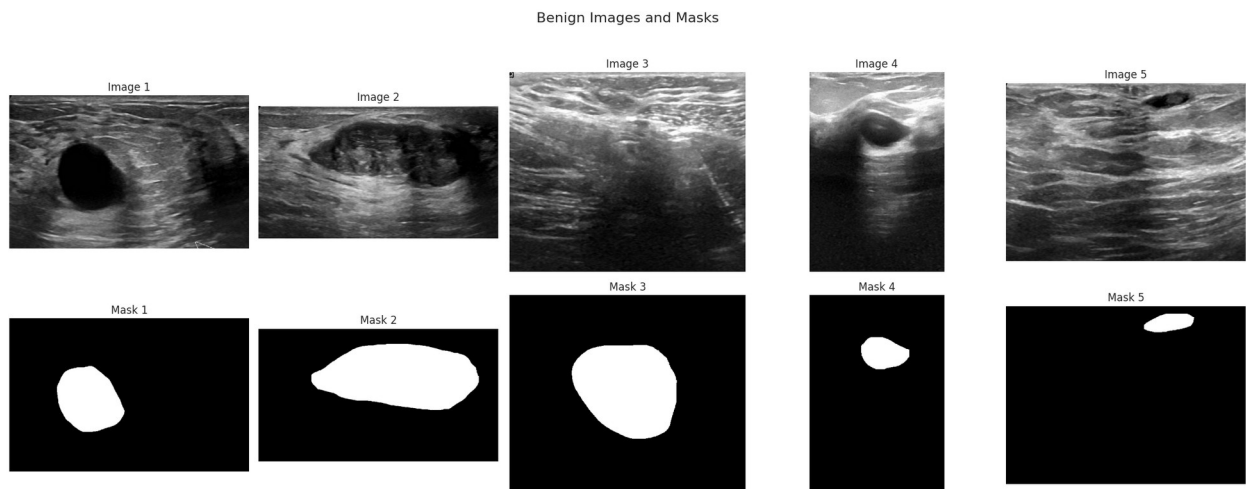 Benign Images and Masks
Image 1
Image 2
Image 3
Image 4
Image 5
Mask 1
Mask 2
Mask 3
Mask 4
Mask 5